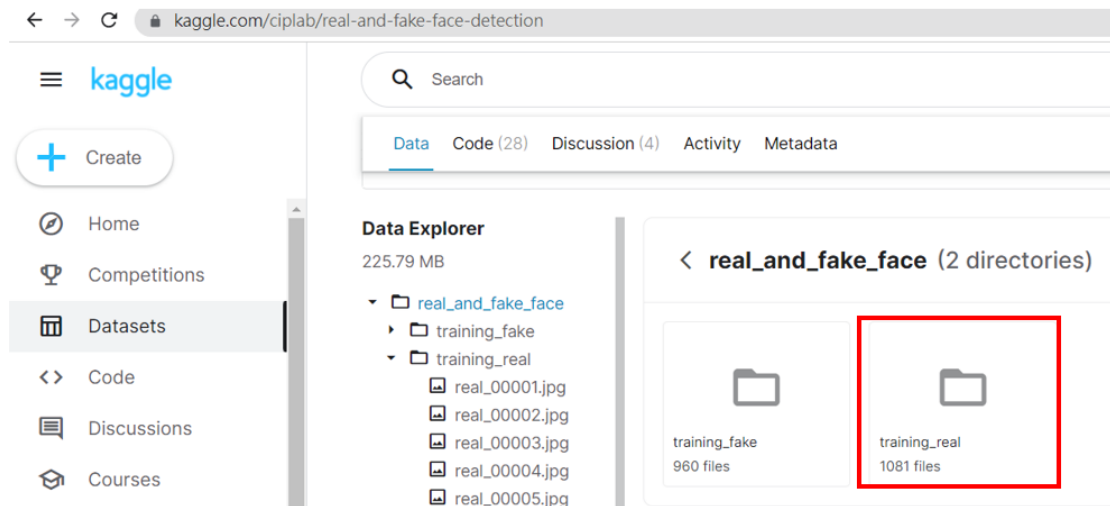 kaggle.com/ciplab/real-and-fake-face-detection
kaggle
Search
Create
Data Code (28) Discussion (4) Activity Metadata
Home
Competitions
Datasets
Code
Discussions
Courses
Data Explorer
225.79 MB
real_and_fake_face
training_fake
training_real
real_00001.jpg
real_00002.jpg
real_00003.jpg
real_00004.jpg
real_00005.jpg
real_and_fake_face (2 directories)
training_fake
960 files
training_real
1081 files